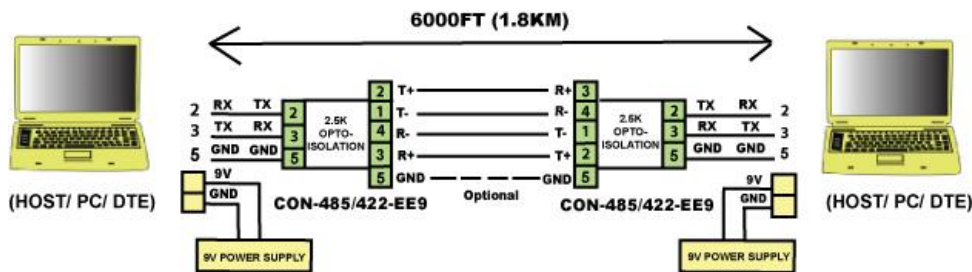 6000FT (1.8KM)
2 RX TX 2
3 TX RX 3
5 GND GND 5
2.5K
OPTO-
ISOLATION
2 T+ R+ 3
1 T- R- 4
4 R- T- 1
3 R+ T+ 2
5 GND Optional GND 5
2.5K
OPTO-
ISOLATION
2 TX RX 2
3 RX TX 3
5 GND GND 5
9V
GND
9V
GND
(HOST/ PC/ DTE)
CON-485/422-EE9
CON-485/422-EE9
(HOST/ PC/ DTE)
9V POWER SUPPLY
9V POWER SUPPLY